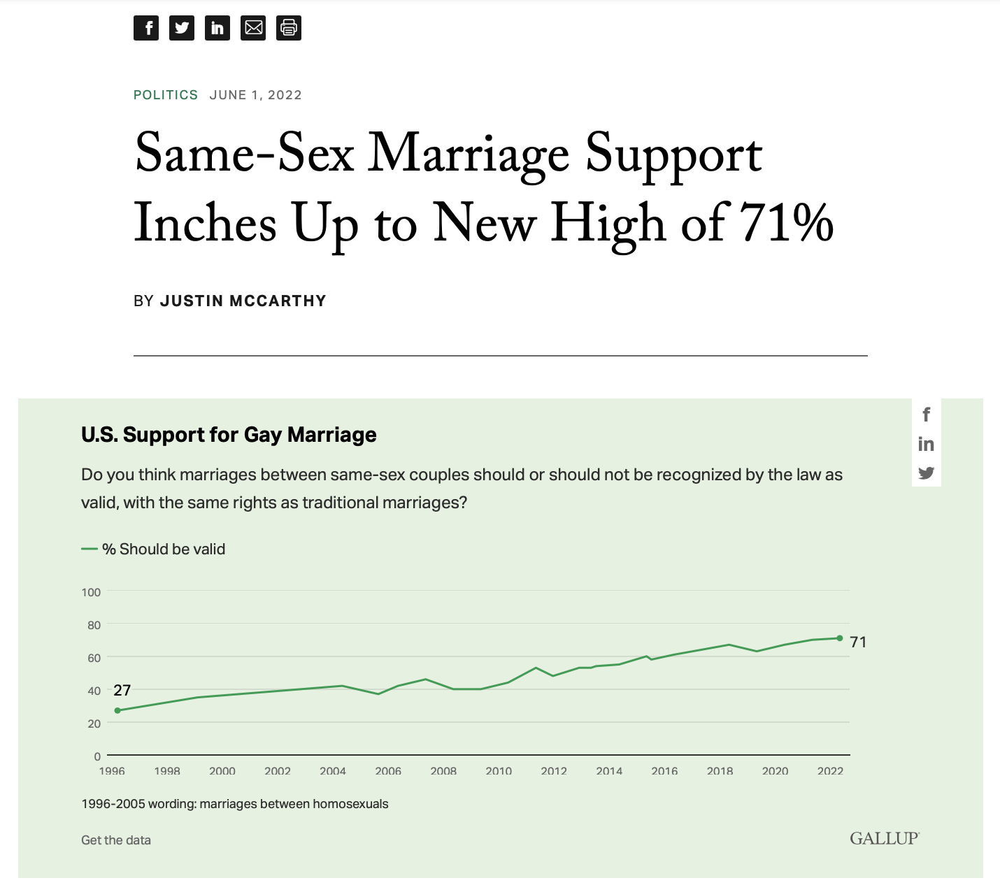 POLITICS JUNE 1, 2022
Same-Sex Marriage Support
Inches Up to New High of 71%
BY JUSTIN MCCARTHY
U.S. Support for Gay Marriage
Do you think marriages between same-sex couples should or should not be recognized by the law as
valid, with the same rights as traditional marriages?
% Should be valid
100
80
71
60
27
40
20
0
1996 1998 2000 2002 2004 2006 2008 2010 2012 2014 2016 2018 2020 2022
1996-2005 wording: marriages between homosexuals
Get the data
GALLUP